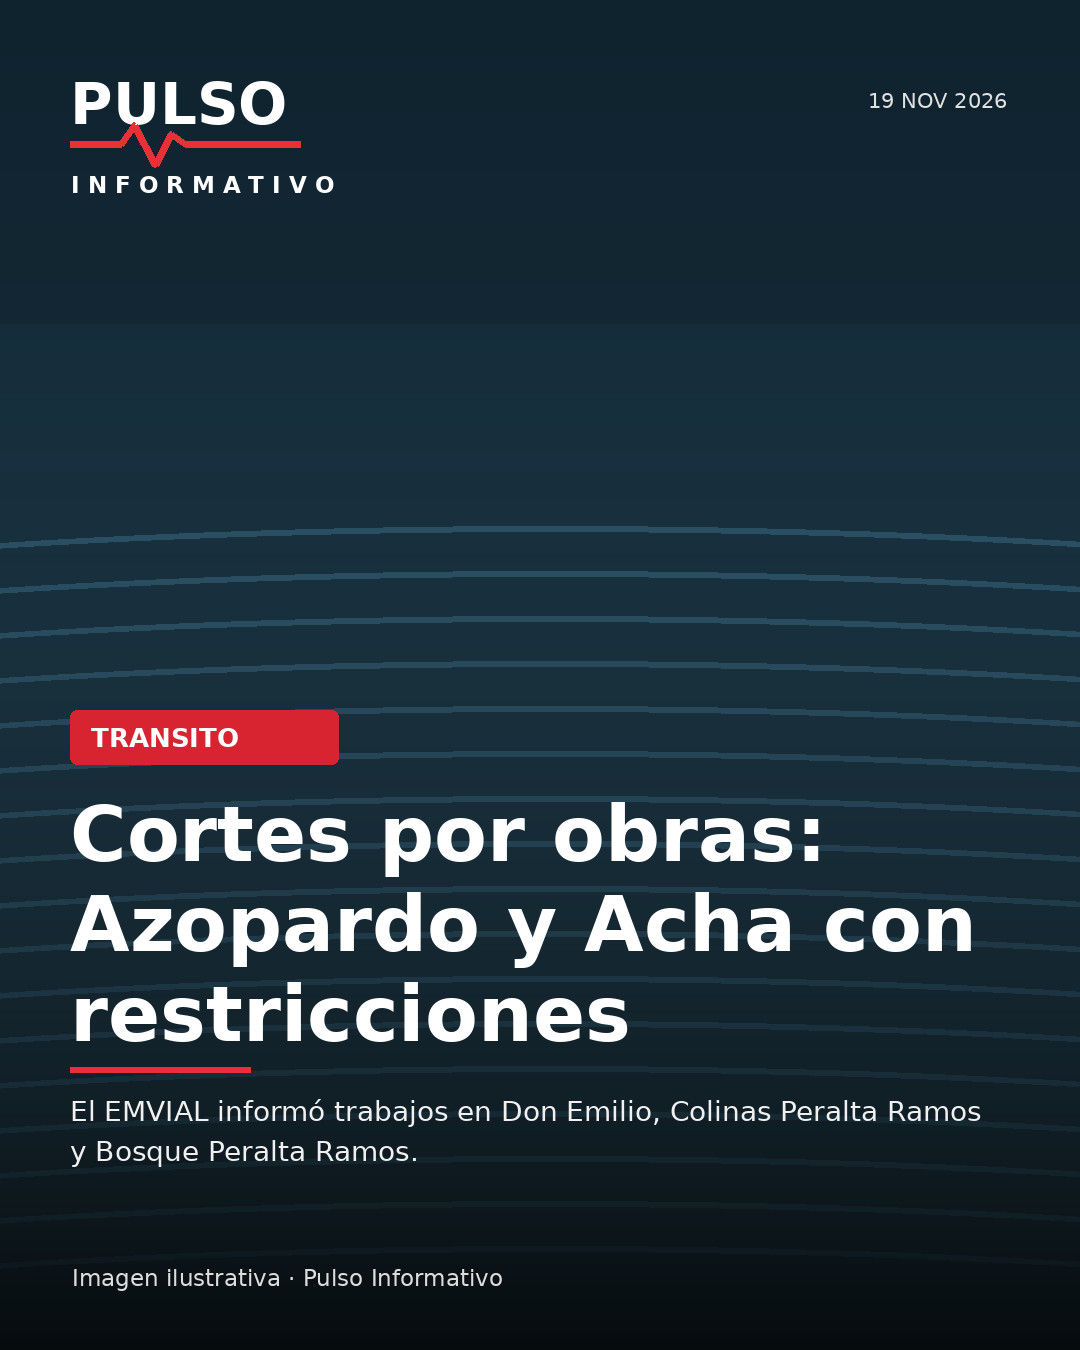 PULSO
INFORMATIVO
19 NOV 2026
TRANSITO
Cortes por obras:
Azopardo y Acha con
restricciones
El EMVIAL informó trabajos en Don Emilio, Colinas Peralta Ramos
y Bosque Peralta Ramos.
Imagen ilustrativa · Pulso Informativo